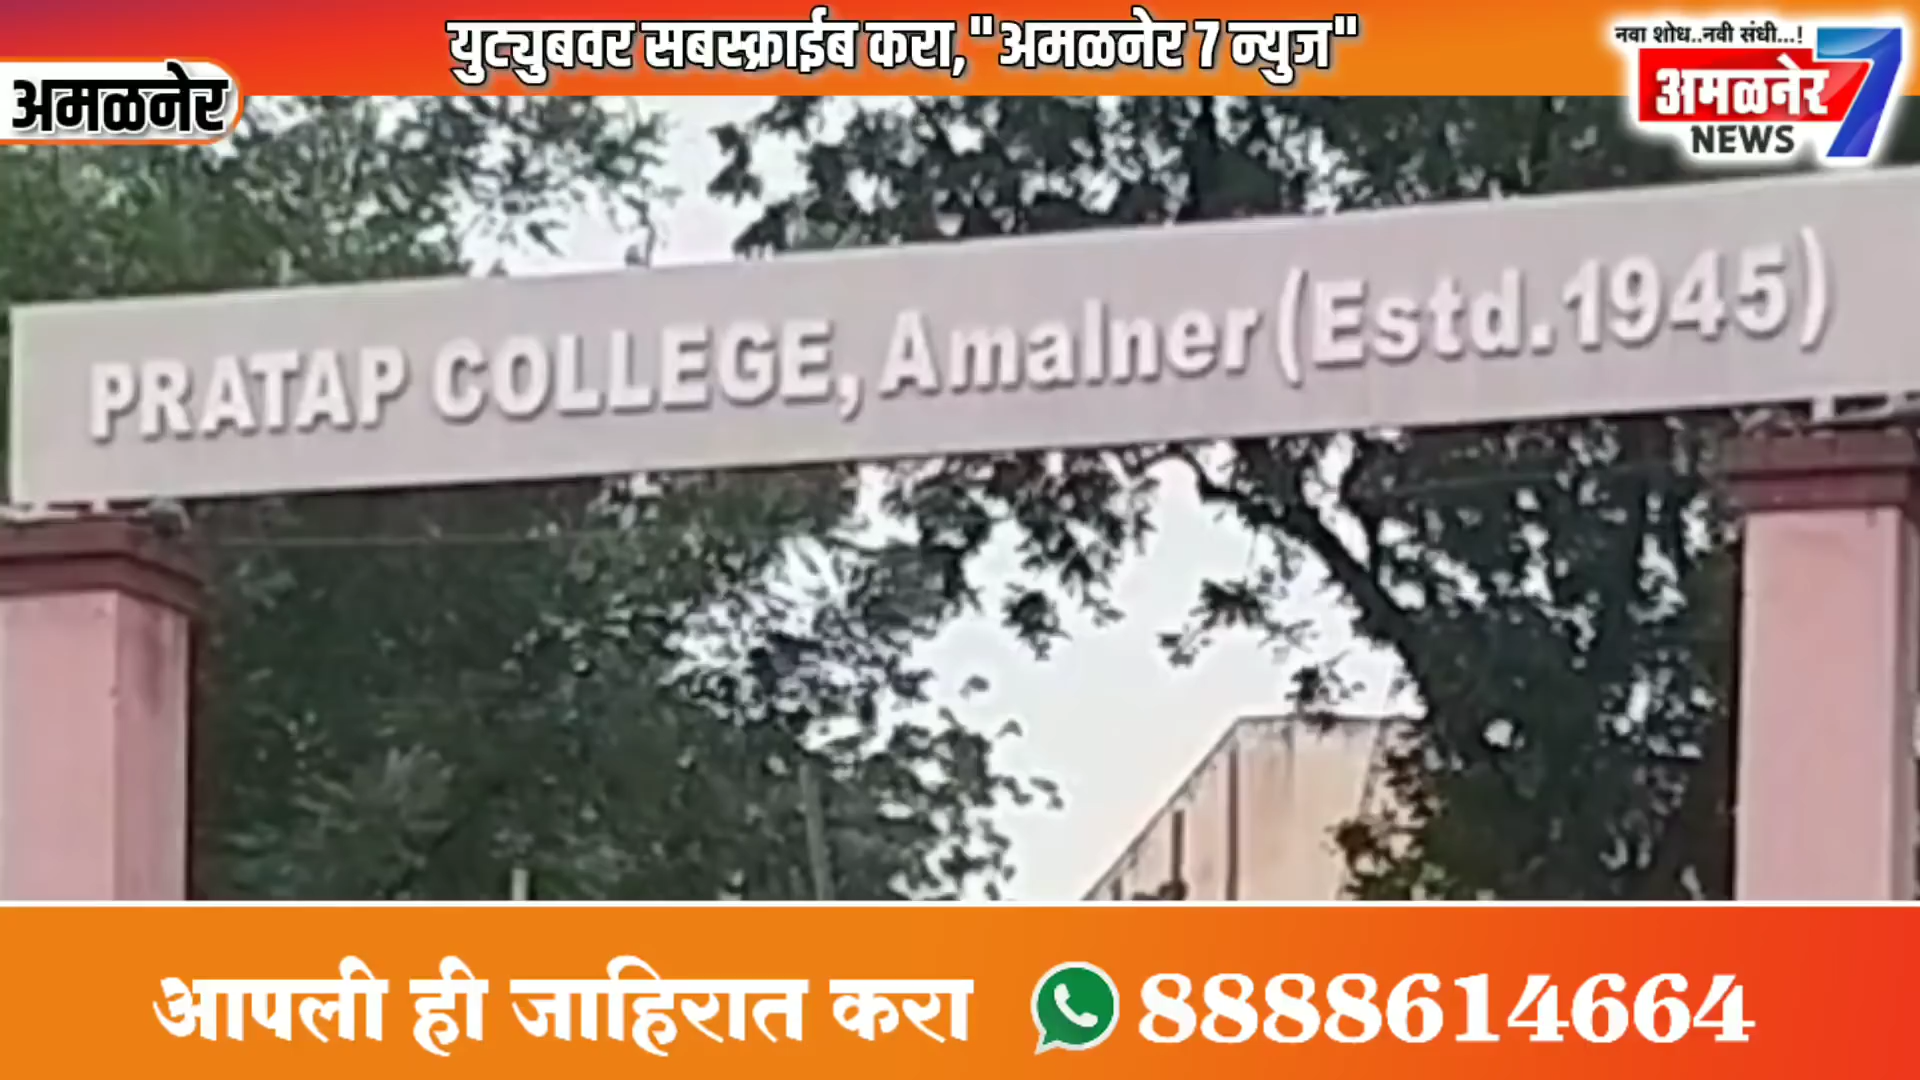 युट्युबवर सबस्क्राईब करा,"अमळनेर 7 न्युज"
नवा शोध..नवी संधी...!
अमळनेर 7
NEWS
अमळनेर
PRATAP COLLEGE, Amalner (Estd.1945)
आपली ही जाहिरात करा 8888614664